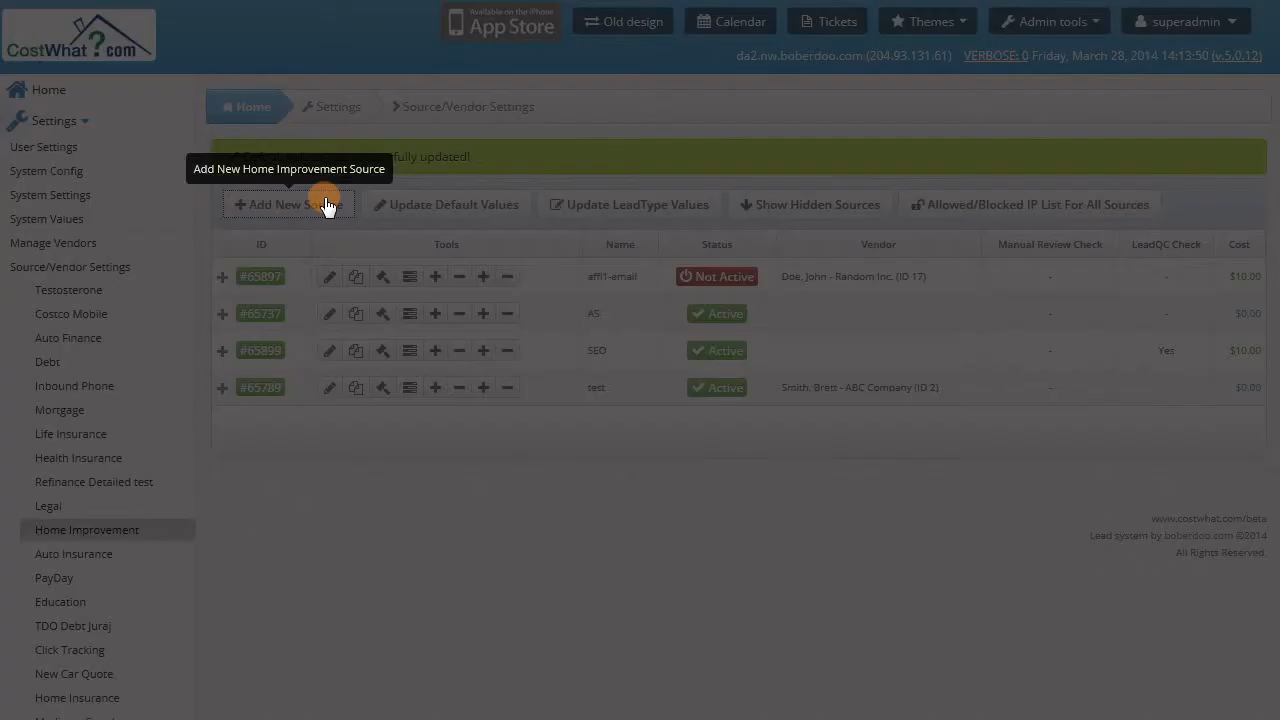 CostWhat?com
Available on the iPhone
App Store
Old design
Calendar
Tickets
Themes
Admin tools
superadmin
da2.nw.boberdoo.com (204.93.131.61)
VERBOSE: 0 Friday, March 28, 2014 14:13:50 (v.5.0.12)
Home
Settings
User Settings
System Config
System Settings
System Values
Manage Vendors
Source/Vendor Settings
Testosterone
Costco Mobile
Auto Finance
Debt
Inbound Phone
Mortgage
Life Insurance
Health Insurance
Refinance Detailed test
Legal
Home Improvement
Auto Insurance
PayDay
Education
TDO Debt Juraj
Click Tracking
New Car Quote
Home Insurance
Home
Settings
Source/Vendor Settings
fully updated!
Add New Home Improvement Source
Add New
Update Default Values
Update LeadType Values
Show Hidden Sources
Allowed/Blocked IP List For All Sources
ID Tools Name Status Vendor Manual Review Check LeadQC Check Cost
#65897 affi1-email Not Active Doe, John - Random Inc. (ID 17) - - $10.00
#65737 AS Active - - $0.00
#65899 SEO Active - Yes $10.00
#65789 test Active Smith, Brett - ABC Company (ID 2) - - $0.00
www.costwhat.com/beta
Lead system by boberdoo.com ©2014
All Rights Reserved.